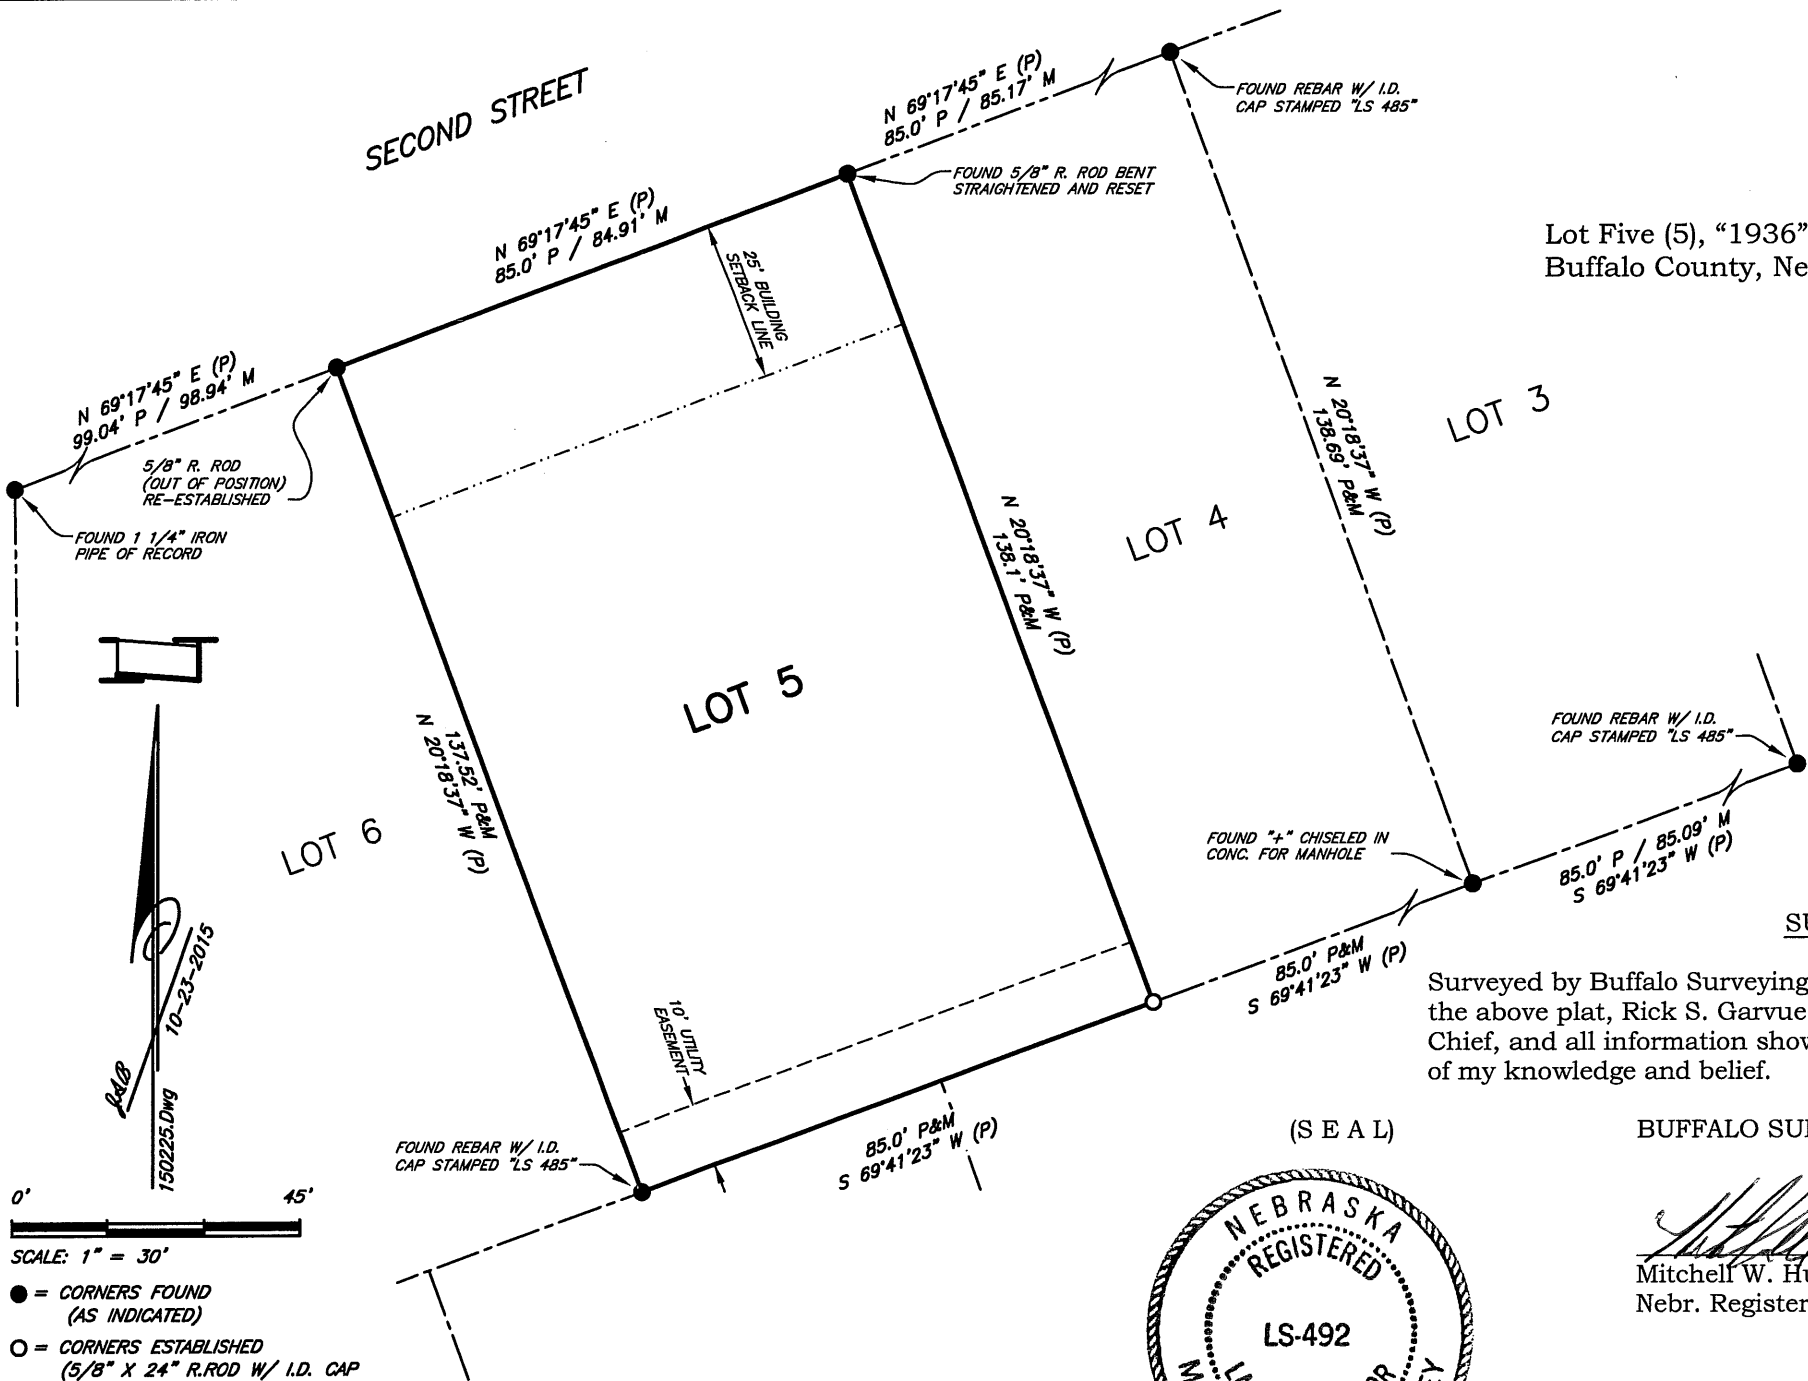 SECOND STREET
N 69°17'45" E (P)
85.0' P / 85.17' M
FOUND REBAR W/ I.D.
CAP STAMPED "LS 485"
FOUND 5/8" R. ROD BENT
STRAIGHTENED AND RESET
N 69°17'45" E (P)
85.0' P / 84.91' M
25' BUILDING
SETBACK LINE
Lot Five (5), “1936”
Buffalo County, Ne
N 69°17'45" E (P)
99.04' P / 98.94' M
5/8" R. ROD
(OUT OF POSITION)
RE-ESTABLISHED
FOUND 1 1/4" IRON
PIPE OF RECORD
N 20°18'37" W (P)
138.69' P&M
LOT 3
N 20°18'37" W (P)
138.1' P&M
LOT 4
LOT 5
137.52' P&M
N 20°18'37" W (P)
LOT 6
FOUND REBAR W/ I.D.
CAP STAMPED "LS 485"
FOUND "+" CHISELED IN
CONC. FOR MANHOLE
85.0' P / 85.09' M
S 69°41'23" W (P)
85.0' P&M
S 69°41'23" W (P)
10' UTILITY
EASEMENT
85.0' P&M
S 69°41'23" W (P)
FOUND REBAR W/ I.D.
CAP STAMPED "LS 485"
10-23-2015
150225.Dwg
0' 45'
SCALE: 1" = 30'
= CORNERS FOUND
(AS INDICATED)
= CORNERS ESTABLISHED
(5/8" X 24" R.ROD W/ I.D. CAP
SU
Surveyed by Buffalo Surveying
the above plat, Rick S. Garvue
Chief, and all information show
of my knowledge and belief.
(S E A L)
BUFFALO SUR
NEBRASKA
REGISTERED
LS-492
Mitchell W. Hu
Nebr. Register